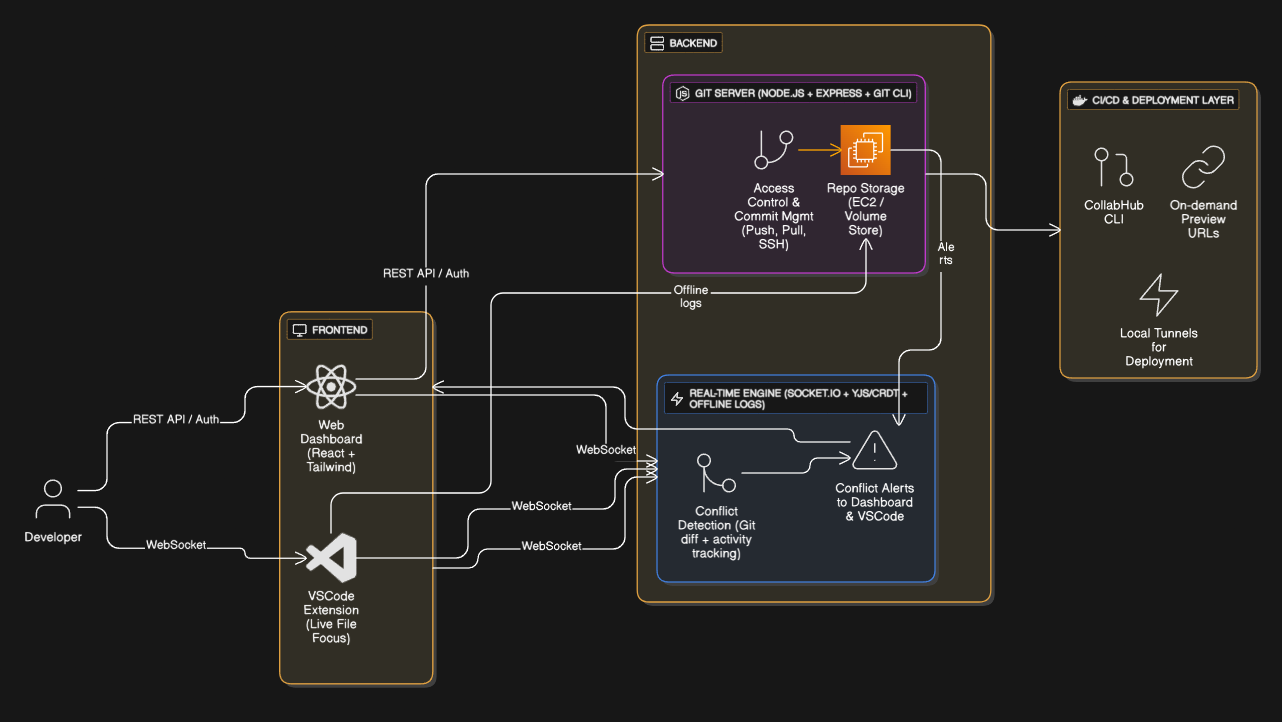 BACKEND
GIT SERVER (NODE.JS + EXPRESS + GIT CLI)
Access
Control &
Commit Mgmt
(Push, Pull,
SSH)
Repo Storage
(EC2 /
Volume
Store)
CI/CD & DEPLOYMENT LAYER
CollabHub
CLI
On-demand
Preview
URLs
Local Tunnels
for
Deployment
Ale
rts
REST API / Auth
Offline
logs
FRONTEND
Web
Dashboard
(React +
Tailwind)
REST API / Auth
REAL-TIME ENGINE (SOCKET.IO + YJS/CRDT +
OFFLINE LOGS)
WebSocket
Conflict
Detection (Git
diff + activity
tracking)
Conflict Alerts
to Dashboard
& VSCode
WebSocket
WebSocket
Developer
WebSocket
VSCode
Extension
(Live File
Focus)